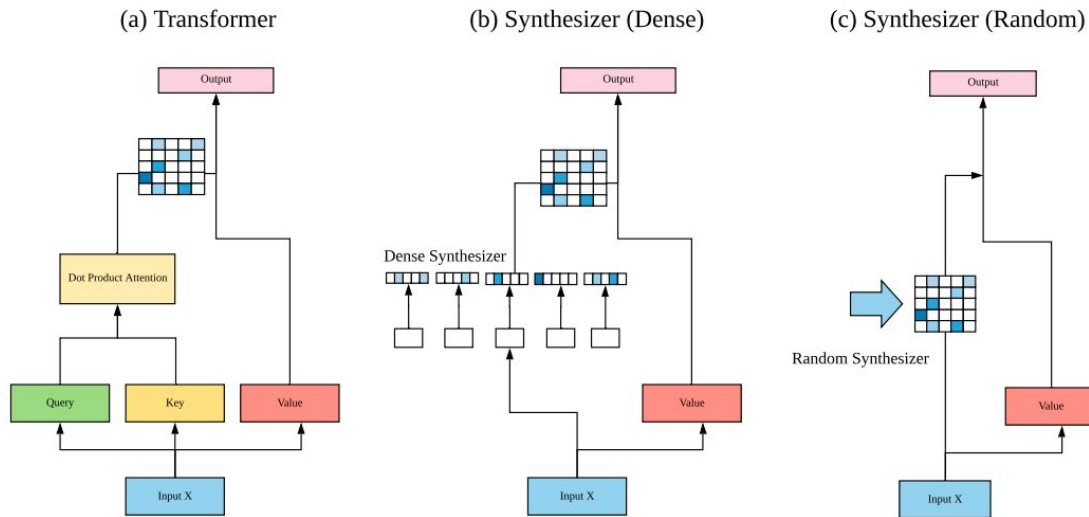 (a) Transformer
(b) Synthesizer (Dense)
(c) Synthesizer (Random)
Output
Output
Output
Dense Synthesizer
Dot Product Attention
Random Synthesizer
Query
Key
Value
Value
Value
Input X
Input X
Input X